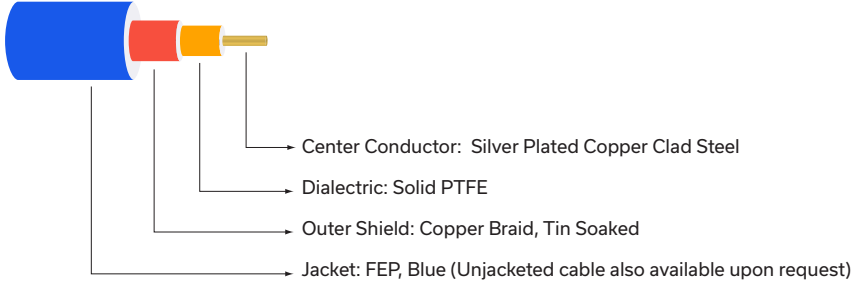 Center Conductor: Silver Plated Copper Clad Steel
Dialectric: Solid PTFE
Outer Shield: Copper Braid, Tin Soaked
Jacket: FEP, Blue (Unjacketed cable also available upon request)